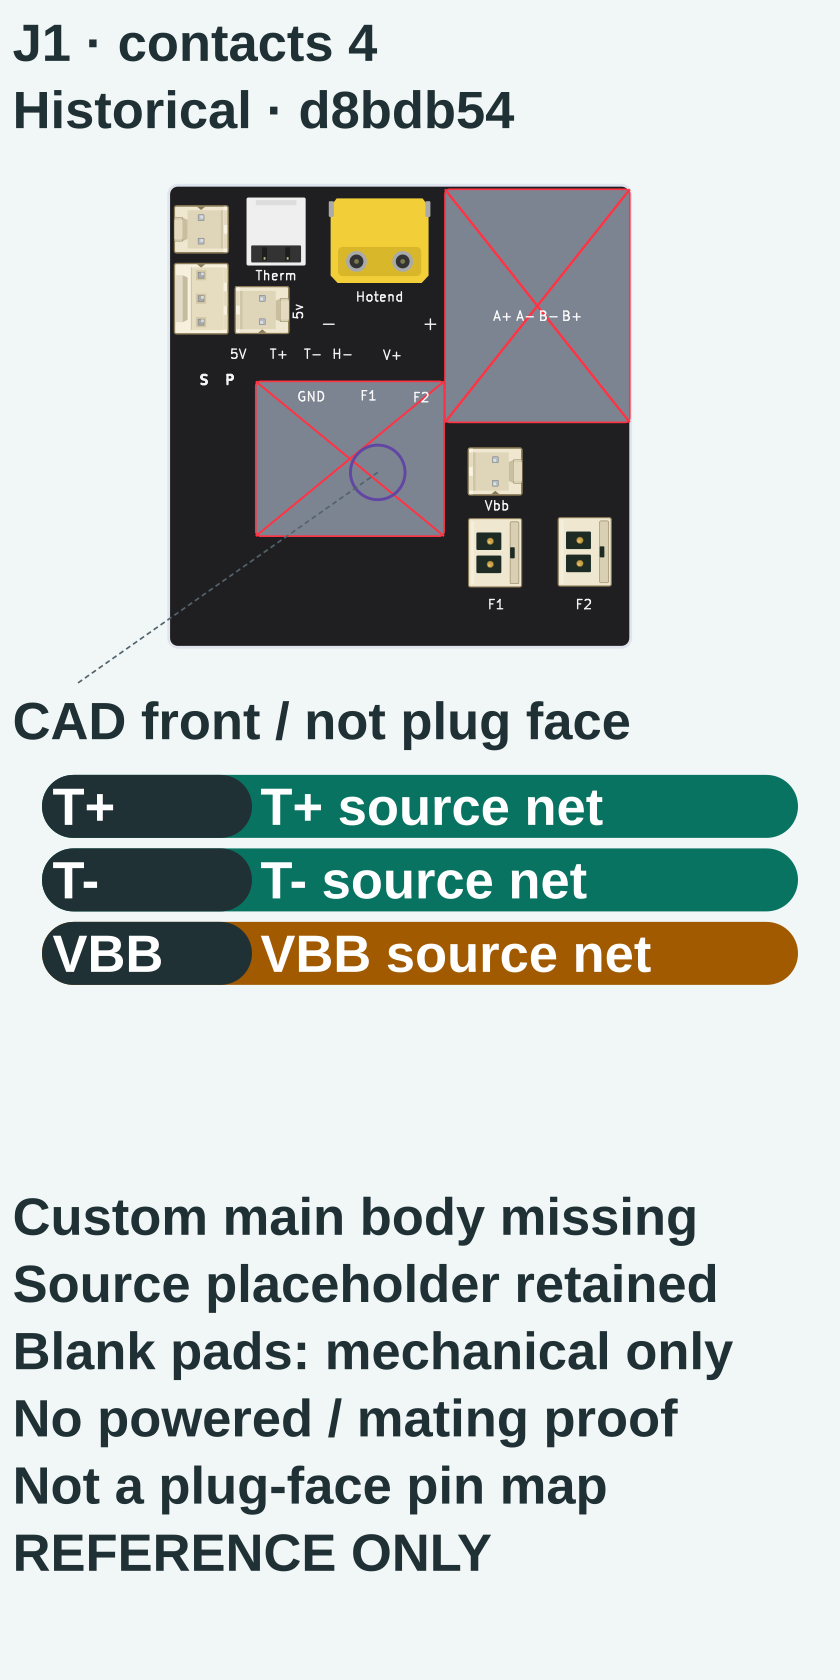 J1 · contacts 4
Historical · d8bdb54
Therm
Hotend
5v
− +
A+ A- B- B+
5V T+ T- H- V+
S P
GND F1 F2
Vbb
F1 F2
CAD front / not plug face
T+ T+ source net
T- T- source net
VBB VBB source net
Custom main body missing
Source placeholder retained
Blank pads: mechanical only
No powered / mating proof
Not a plug-face pin map
REFERENCE ONLY